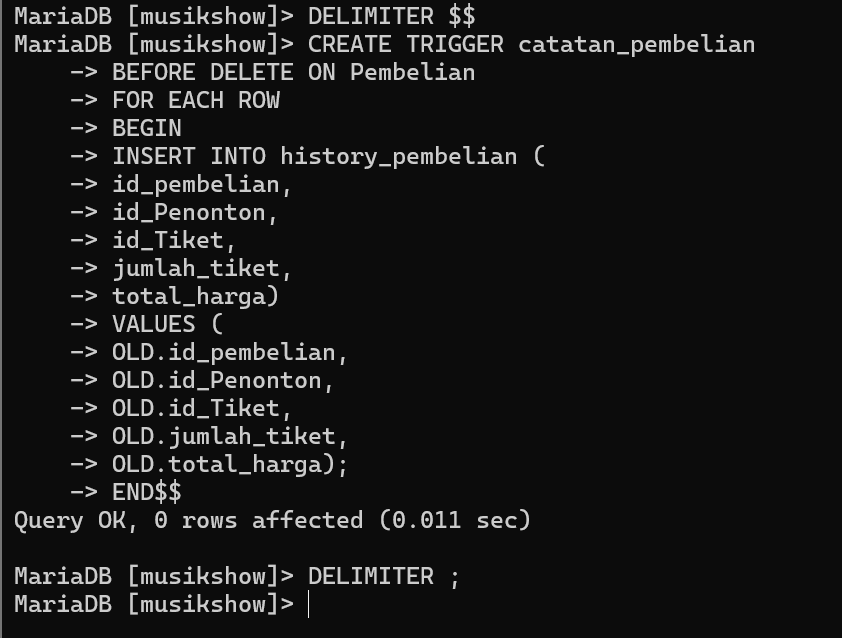 MariaDB [musikshow]> DELIMITER $$
MariaDB [musikshow]> CREATE TRIGGER catatan_pembelian
    -> BEFORE DELETE ON Pembelian
    -> FOR EACH ROW
    -> BEGIN
    -> INSERT INTO history_pembelian (
    -> id_pembelian,
    -> id_Penonton,
    -> id_Tiket,
    -> jumlah_tiket,
    -> total_harga)
    -> VALUES (
    -> OLD.id_pembelian,
    -> OLD.id_Penonton,
    -> OLD.id_Tiket,
    -> OLD.jumlah_tiket,
    -> OLD.total_harga);
    -> END$$
Query OK, 0 rows affected (0.011 sec)

MariaDB [musikshow]> DELIMITER ;
MariaDB [musikshow]>